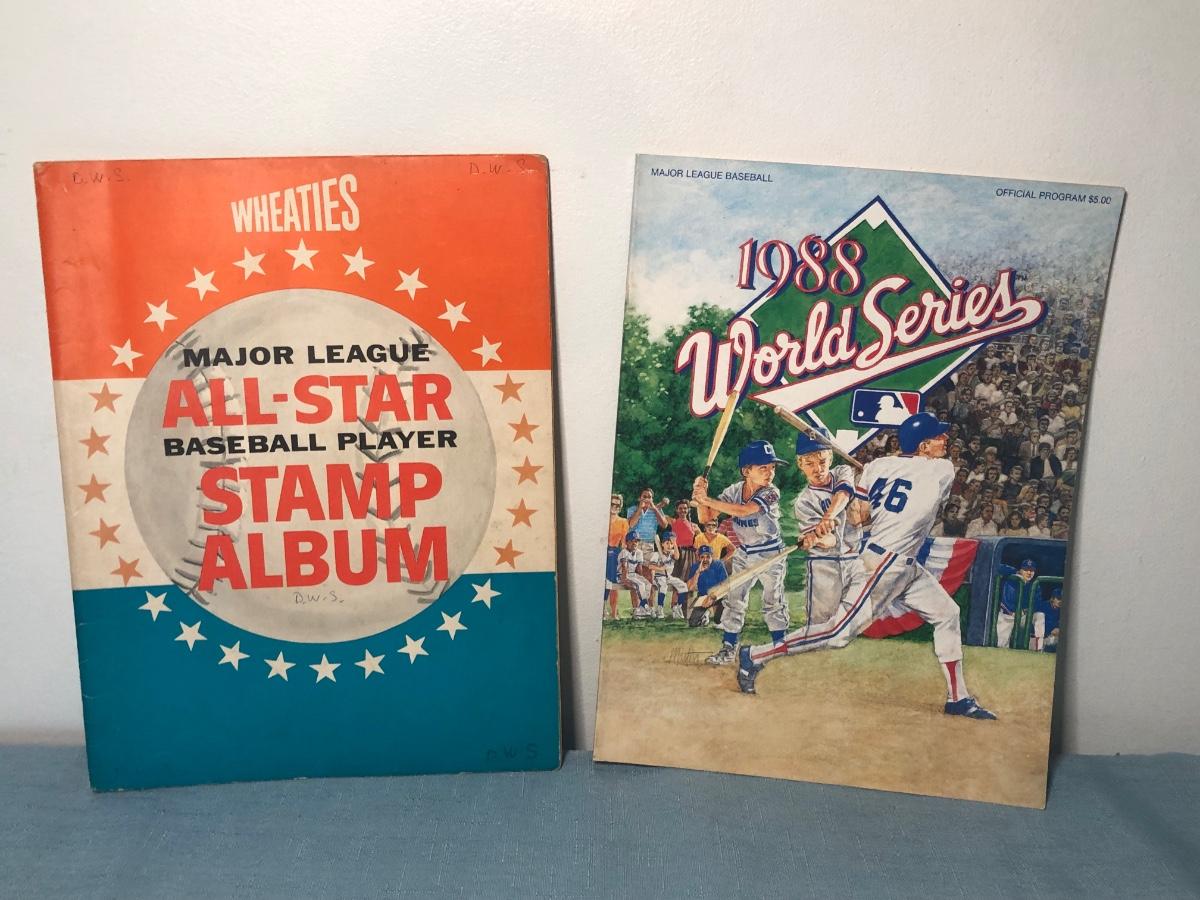 D.W.S.
D.W.S.
WHEATIES
MAJOR LEAGUE
ALL-STAR
BASEBALL PLAYER
STAMP
ALBUM
D.W.S.
D.W.S
MAJOR LEAGUE BASEBALL
OFFICIAL PROGRAM $5.00
1988
World Series
46